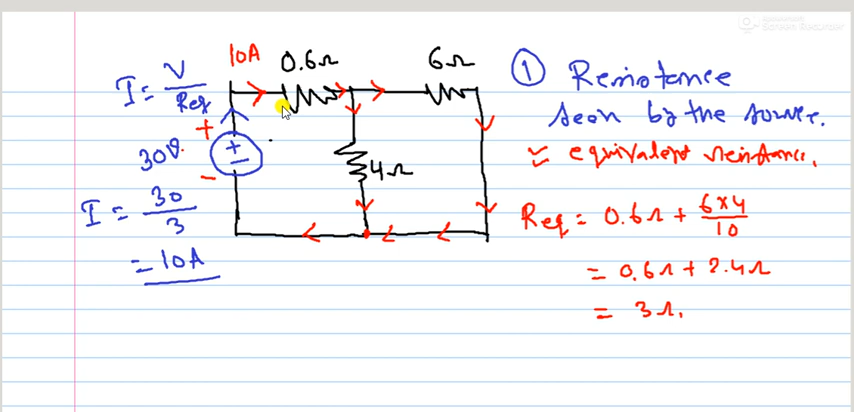 10A
0.6Ω
6Ω
I = V/Req
+
30V.
+
−
−
4Ω
I = 30/3
= 10A
① Resistance
seen by the source.
≈ equivalent resistance.
Req = 0.6Ω + 6×4/10
= 0.6Ω + 2.4Ω
= 3Ω.